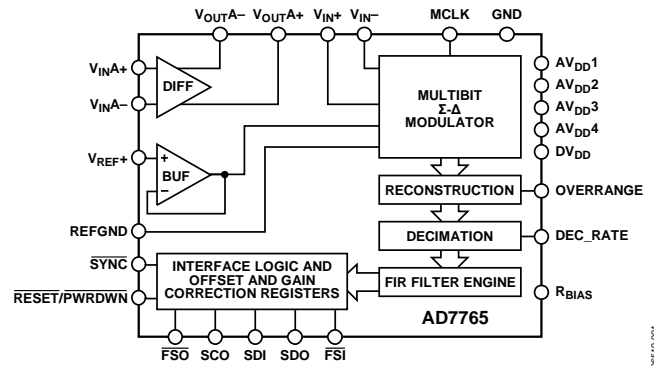 VOUTA– VOUTA+ VIN+ VIN– MCLK GND
VINA+
VINA–
DIFF
VREF+
+
–
BUF
REFGND
SYNC
RESET/PWRDWN
MULTIBIT
Σ-Δ
MODULATOR
RECONSTRUCTION
DECIMATION
FIR FILTER ENGINE
INTERFACE LOGIC AND
OFFSET AND GAIN
CORRECTION REGISTERS
AVDD1
AVDD2
AVDD3
AVDD4
DVDD
OVERRANGE
DEC_RATE
RBIAS
AD7765
FSO SCO SDI SDO FSI